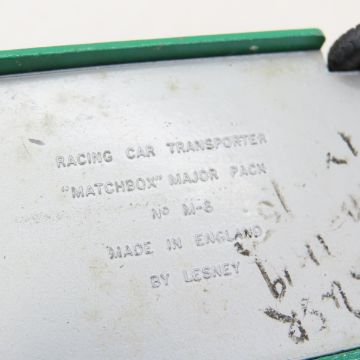 RACING CAR TRANSPORTER
"MATCHBOX" MAJOR PACK
Nº M-6
MADE IN ENGLAND
BY LESNEY